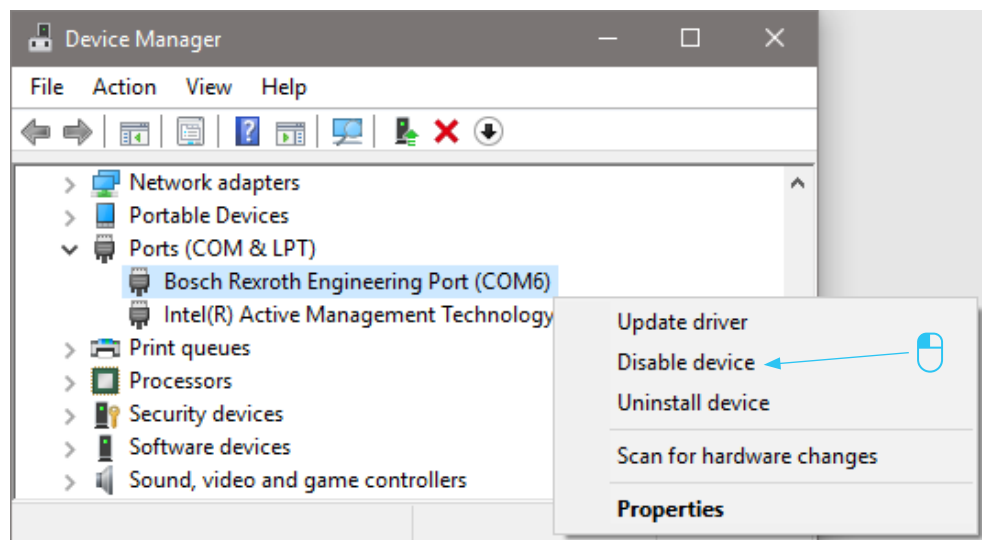 Device Manager
File Action View Help
Network adapters
Portable Devices
Ports (COM & LPT)
Bosch Rexroth Engineering Port (COM6)
Intel(R) Active Management Technology
Print queues
Processors
Security devices
Software devices
Sound, video and game controllers
Update driver
Disable device
Uninstall device
Scan for hardware changes
Properties